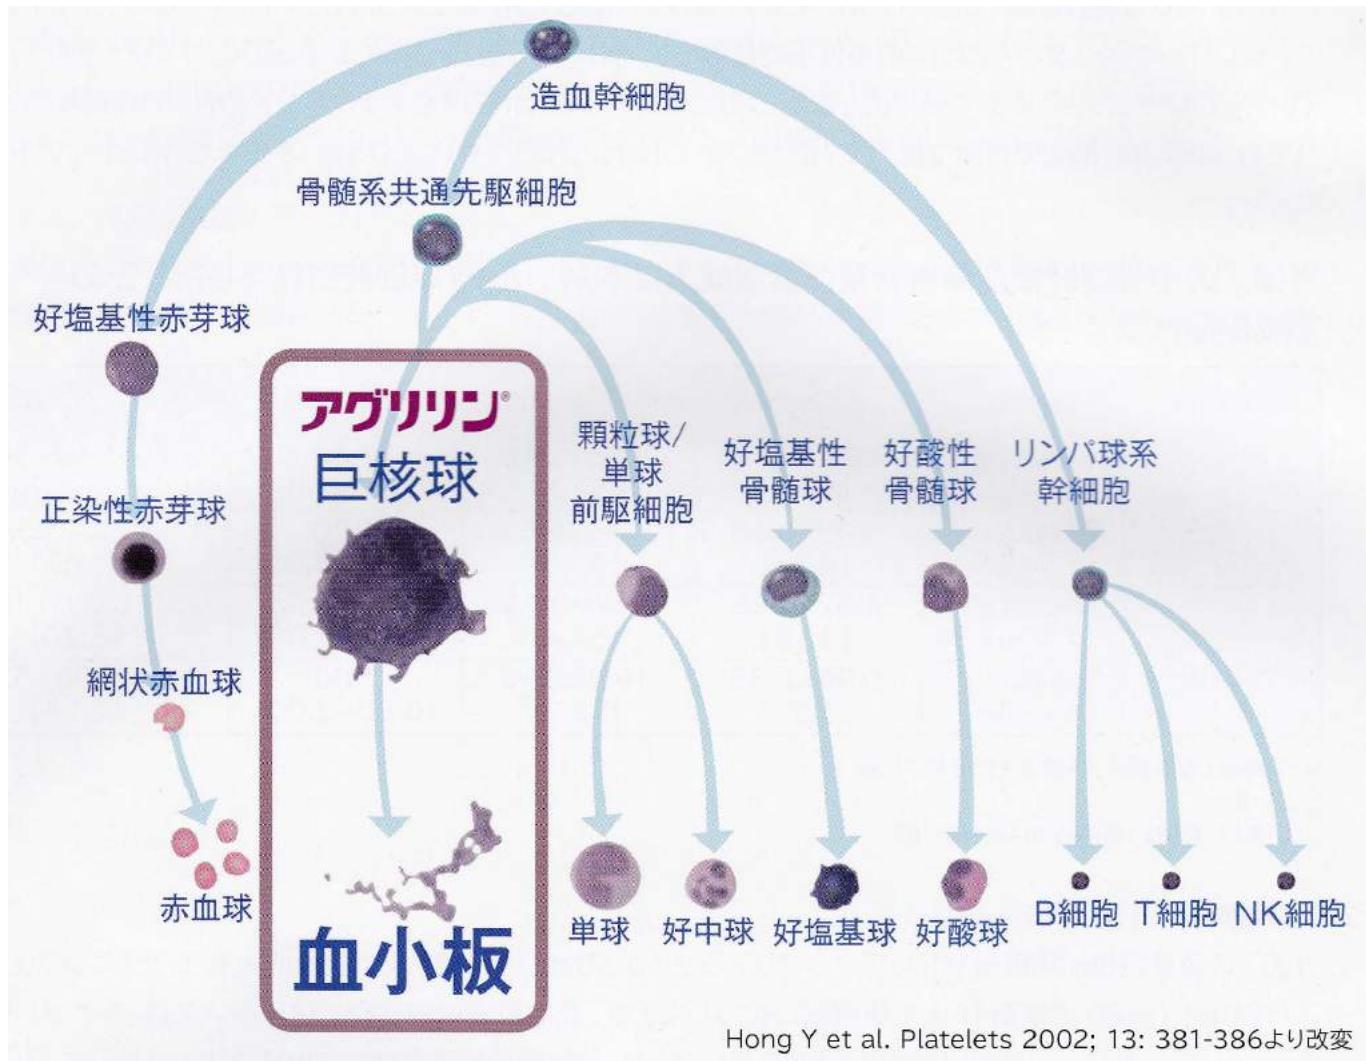 造血幹細胞
骨髄系共通先駆細胞
好塩基性赤芽球
アグリリン®
巨核球
顆粒球/
単球
前駆細胞
好塩基性
骨髄球
好酸性
骨髄球
リンパ球系
幹細胞
正染性赤芽球
網状赤血球
赤血球
血小板
単球
好中球
好塩基球
好酸球
B細胞
T細胞
NK細胞
Hong Y et al. Platelets 2002; 13: 381-386より改変